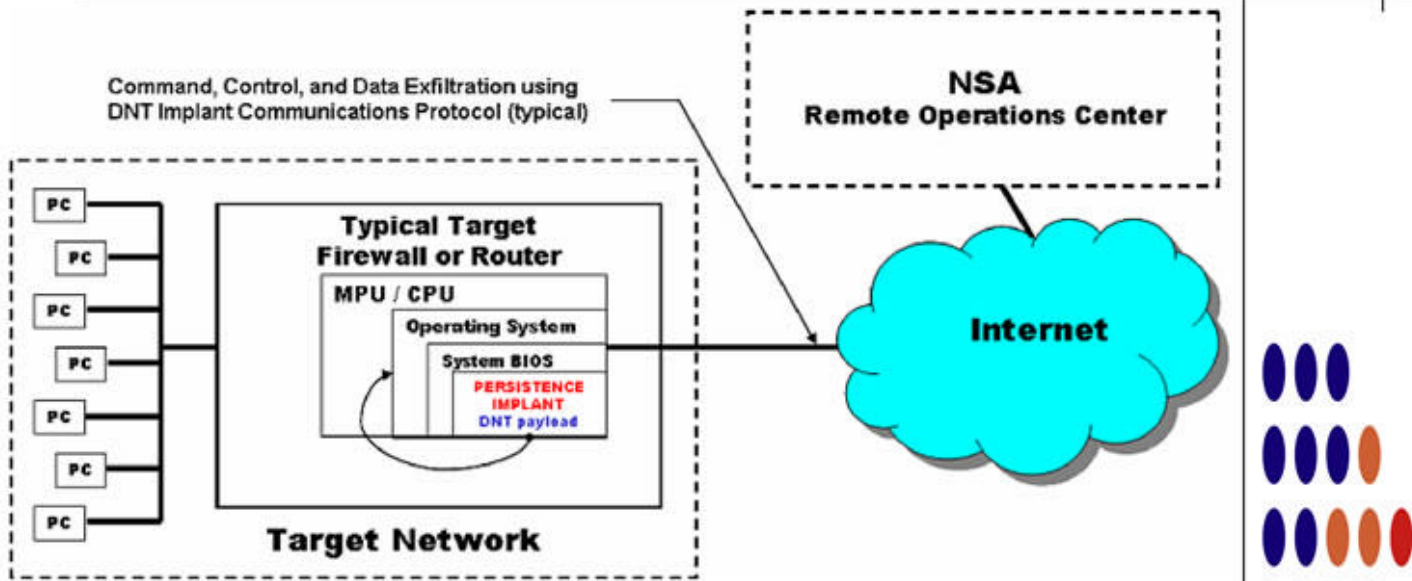 Command, Control, and Data Exfiltration using
DNT Implant Communications Protocol (typical)
NSA
Remote Operations Center
PC
PC
PC
PC
PC
PC
PC
Typical Target
Firewall or Router
MPU / CPU
Operating System
System BIOS
PERSISTENCE
IMPLANT
DNT payload
Internet
Target Network